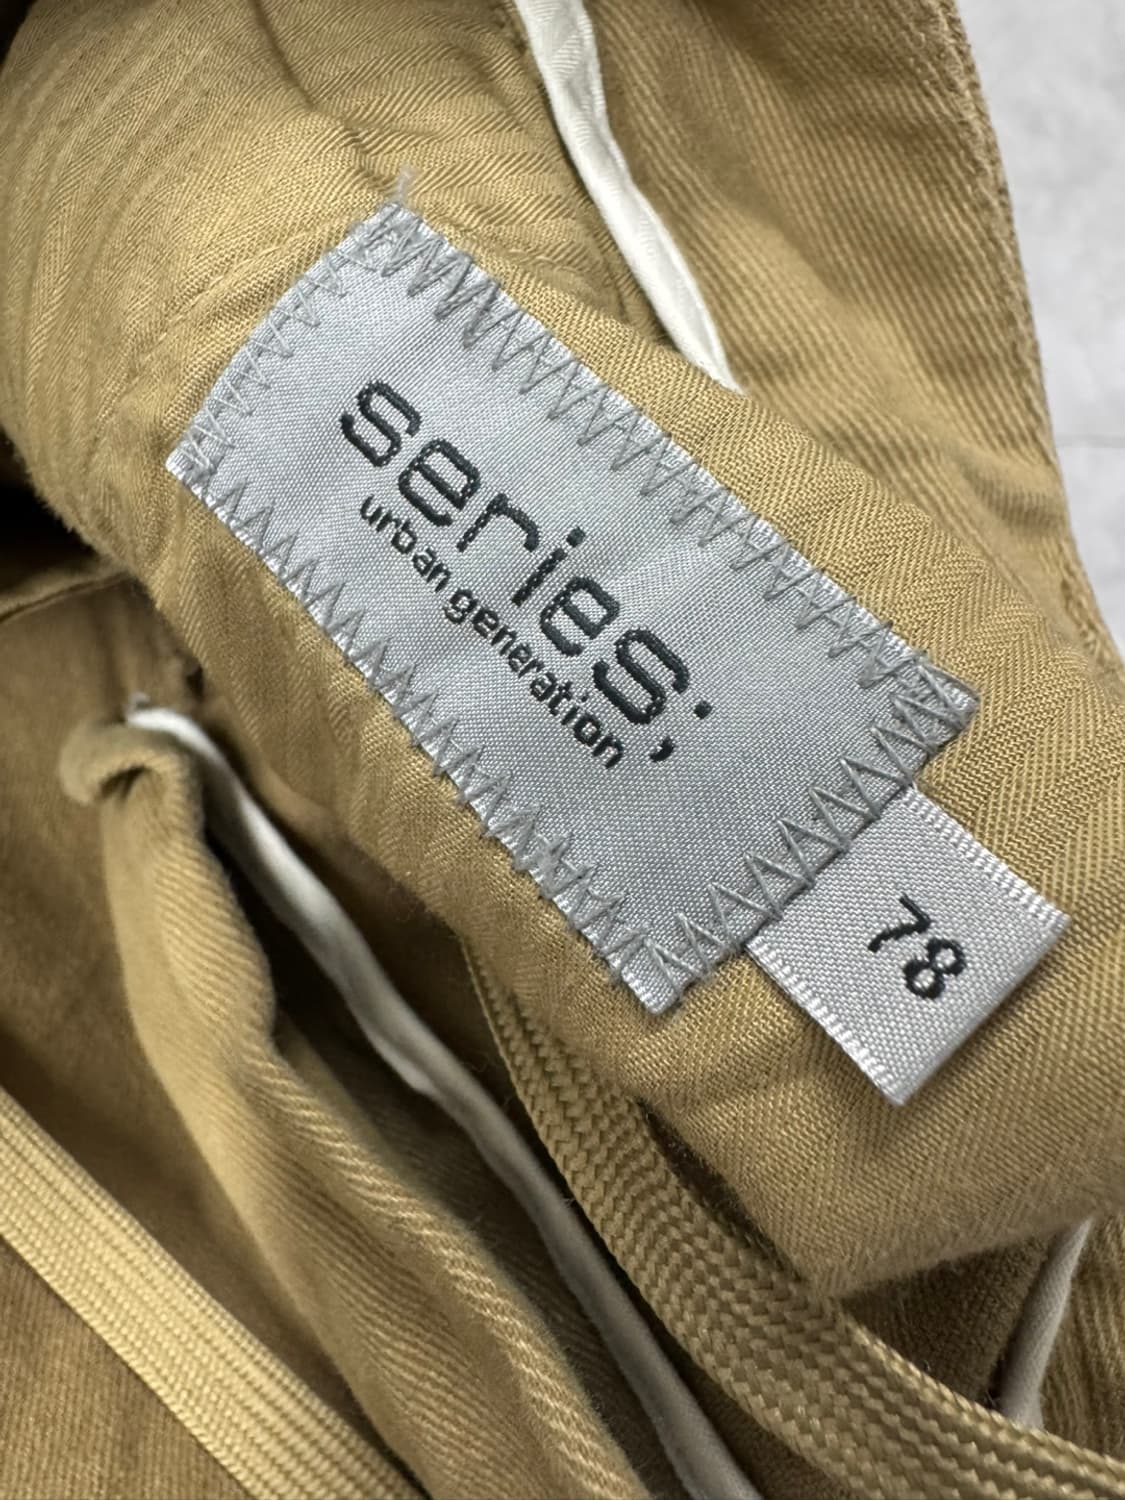 series;
urban generation
78